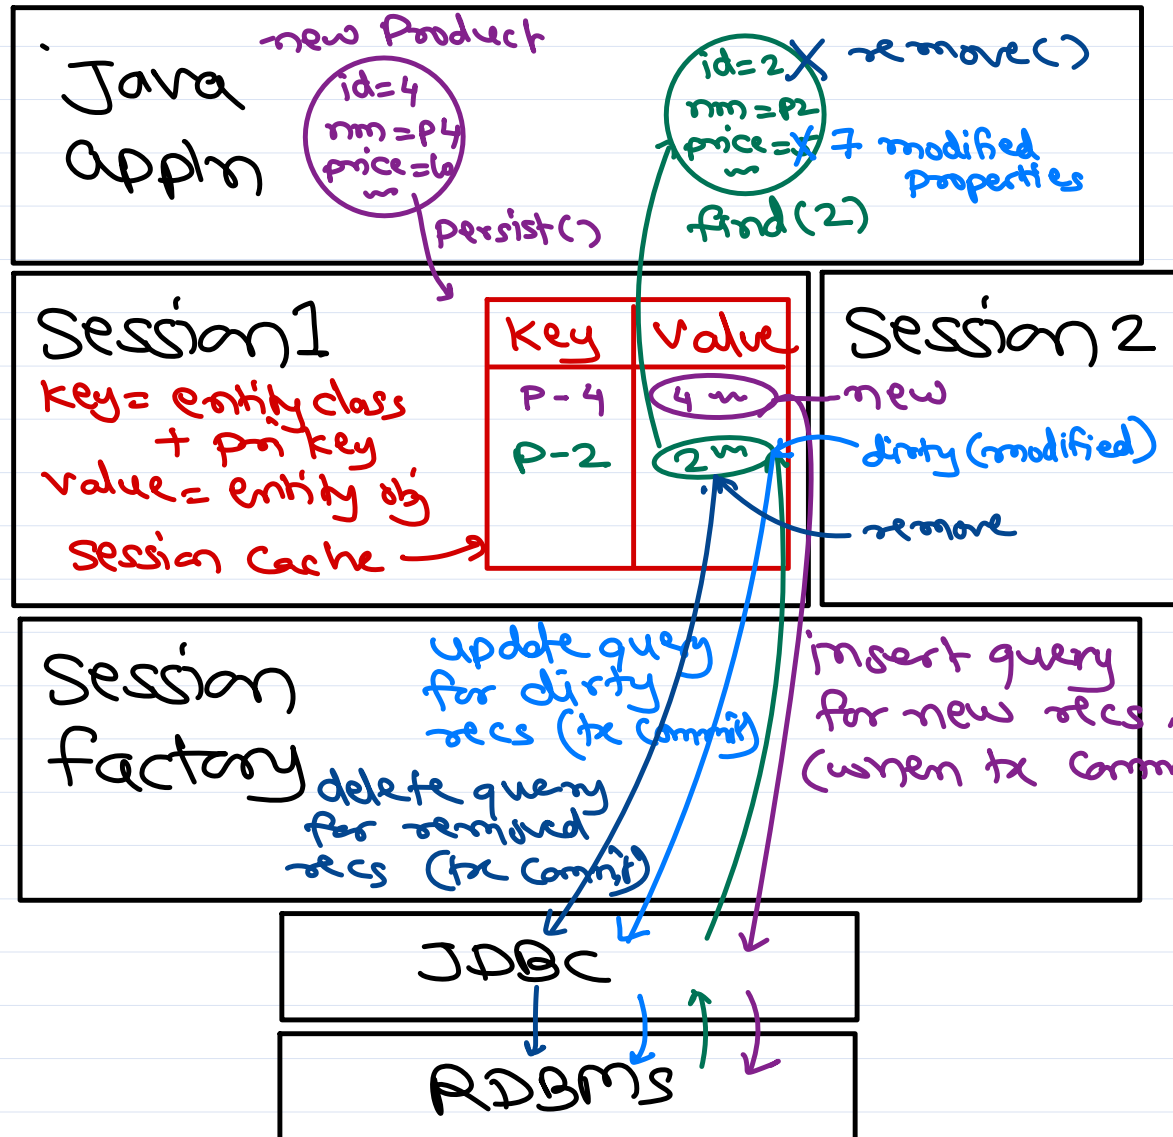 Java
appln
new Product
id=4
nm=P4
price=6
persist()
id=2 X
nm=P2
price=5 7 modified
properties
find(2)
remove()
Session1
key= entity class
+ pri key
value= entity obj
session cache
Key Value
P-4 4
P-2 2
Session 2
new
dirty (modified)
remove
Session
factory
update query
for dirty
recs (tx commit)
delete query
for removed
recs (tx commit)
insert query
for new recs.
(when tx comm
JDBC
RDBMS